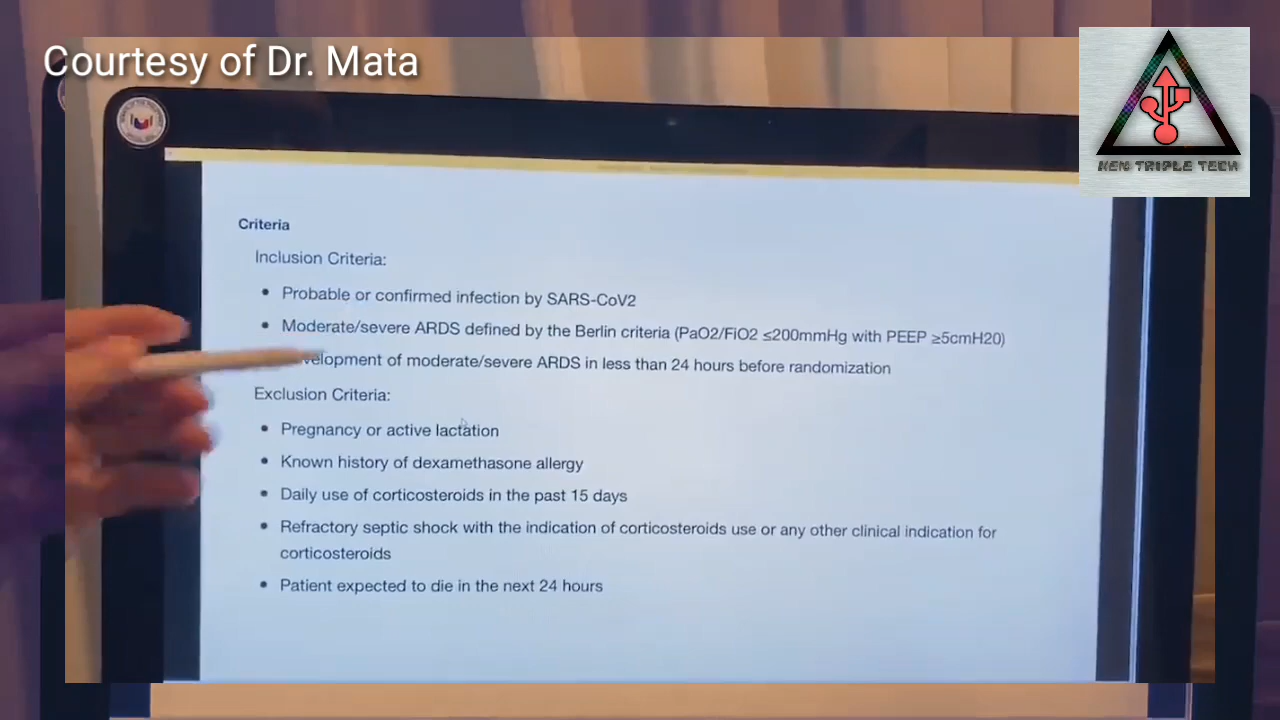 Courtesy of Dr. Mata
KEN TRIPLE TECH
Criteria
Inclusion Criteria:
• Probable or confirmed infection by SARS-CoV2
• Moderate/severe ARDS defined by the Berlin criteria (PaO2/FiO2 ≤200mmHg with PEEP ≥5cmH20)
velopment of moderate/severe ARDS in less than 24 hours before randomization
Exclusion Criteria:
• Pregnancy or active lactation
• Known history of dexamethasone allergy
• Daily use of corticosteroids in the past 15 days
• Refractory septic shock with the indication of corticosteroids use or any other clinical indication for
corticosteroids
• Patient expected to die in the next 24 hours